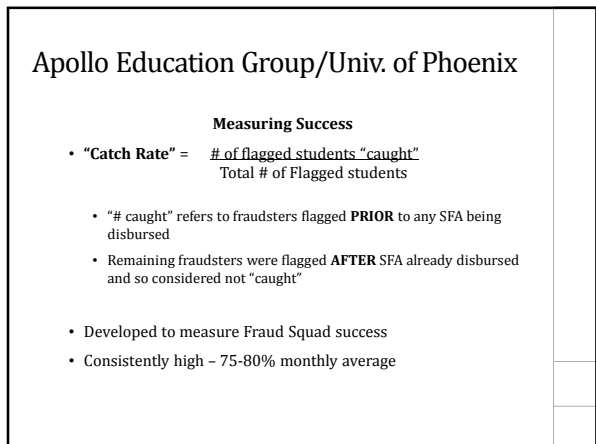 Apollo Education Group/Univ. of Phoenix
Measuring Success
• “Catch Rate” = # of flagged students “caught”
Total # of Flagged students
• “# caught” refers to fraudsters flagged PRIOR to any SFA being
disbursed
• Remaining fraudsters were flagged AFTER SFA already disbursed
and so considered not “caught”
• Developed to measure Fraud Squad success
• Consistently high – 75-80% monthly average